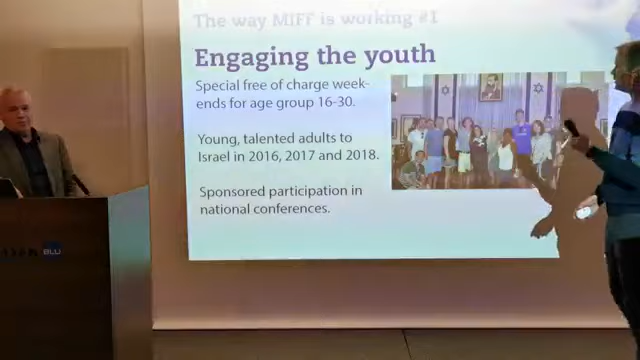 The way MIFF is working #1
Engaging the youth
Special free of charge week-
ends for age group 16-30.
Young, talented adults to
Israel in 2016, 2017 and 2018.
Sponsored participation in
national conferences.
BLU